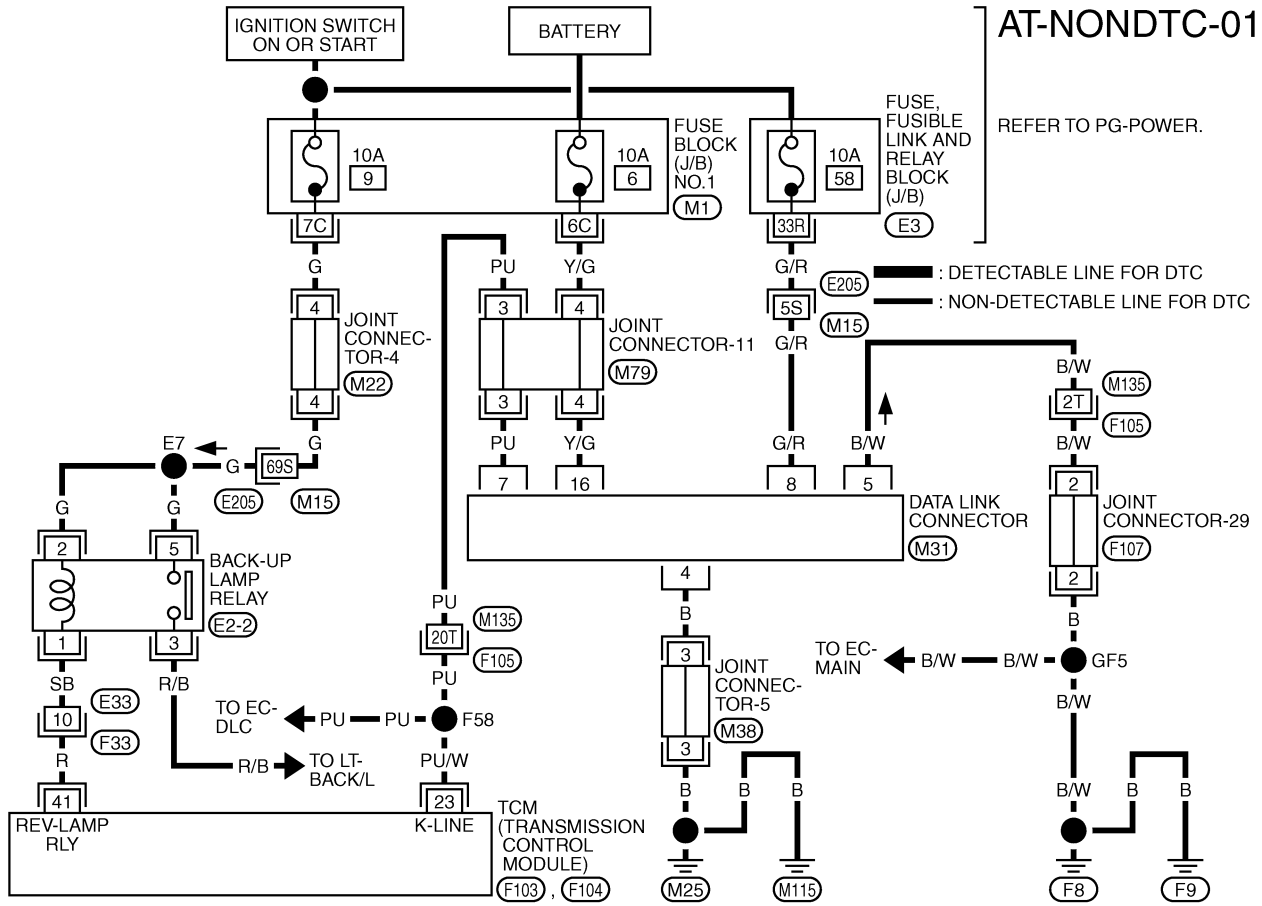 AT-NONDTC-01
IGNITION SWITCH
ON OR START
BATTERY
REFER TO PG-POWER.
10A
9
10A
6
FUSE
BLOCK
(J/B)
NO.1
M1
10A
58
FUSE,
FUSIBLE
LINK AND
RELAY
BLOCK
(J/B)
E3
7C
6C
33R
G
PU
Y/G
G/R
: DETECTABLE LINE FOR DTC
: NON-DETECTABLE LINE FOR DTC
4
3
4
5S
E205
M15
JOINT
CONNEC-
TOR-4
M22
JOINT
CONNECTOR-11
M79
G/R
4
3
4
B/W
2T
M135
F105
G
PU
Y/G
G/R
B/W
B/W
E7
G
69S
E205
M15
7
16
8
5
2
DATA LINK
CONNECTOR
M31
JOINT
CONNECTOR-29
F107
2
G
G
2
5
BACK-UP
LAMP
RELAY
E2-2
1
3
4
B
B
PU
20T
M135
F105
PU
3
JOINT
CONNEC-
TOR-5
M38
3
TO EC-
MAIN
B/W
B/W
GF5
B/W
SB
R/B
10
E33
F33
R
TO EC-
DLC
PU
PU
F58
R/B
TO LT-
BACK/L
PU/W
B
B
B
B/W
B
B
41
23
REV-LAMP
RLY
K-LINE
TCM
(TRANSMISSION
CONTROL
MODULE)
F103 , F104
M25
M115
F8
F9